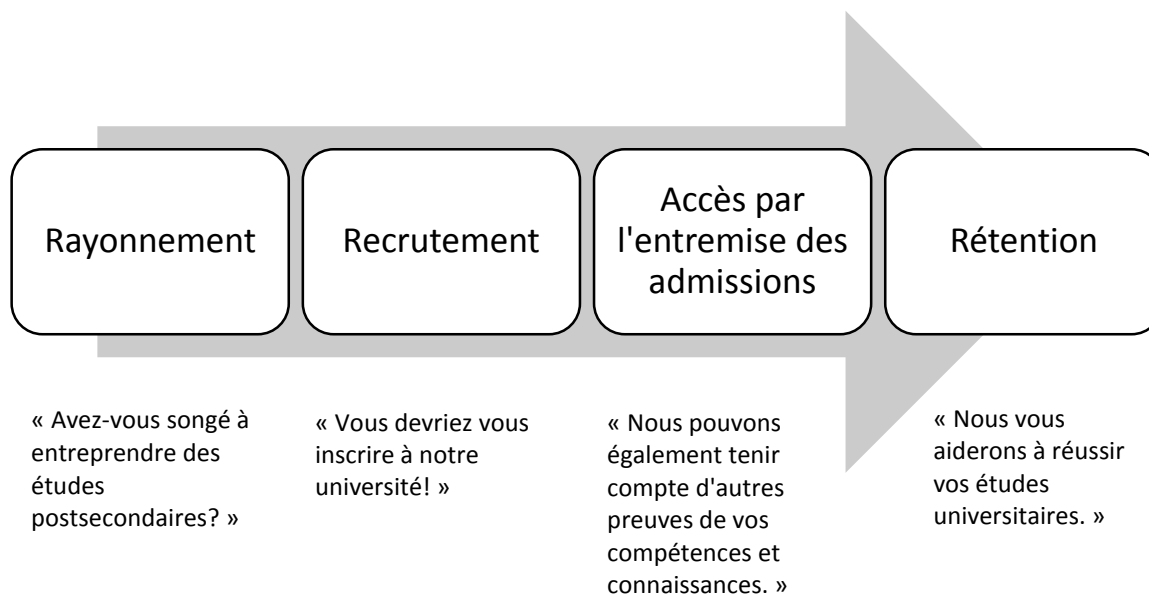 Rayonnement
Recrutement
Accès par
l'entremise des
admissions
Rétention
« Avez-vous songé à
entreprendre des
études
postsecondaires? »
« Vous devriez vous
inscrire à notre
université! »
« Nous pouvons
également tenir
compte d'autres
preuves de vos
compétences et
connaissances. »
« Nous vous
aiderons à réussir
vos études
universitaires. »